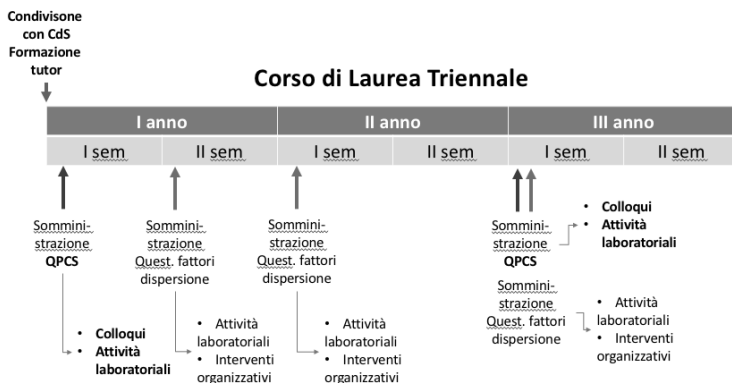 Condivisone
con CdS
Formazione
tutor
Corso di Laurea Triennale
I anno
II anno
III anno
I sem
II sem
I sem
II sem
I sem
II sem
Sommini-
strazione
QPCS
Sommini-
strazione
Quest. fattori
dispersione
Sommini-
strazione
Quest. fattori
dispersione
Sommini-
strazione
QPCS
• Colloqui
• Attività
laboratoriali
Sommini-
strazione
Quest. fattori
dispersione
• Colloqui
• Attività
laboratoriali
• Attività
laboratoriali
• Interventi
organizzativi
• Attività
laboratoriali
• Interventi
organizzativi
• Attività
laboratoriali
• Interventi
organizzativi